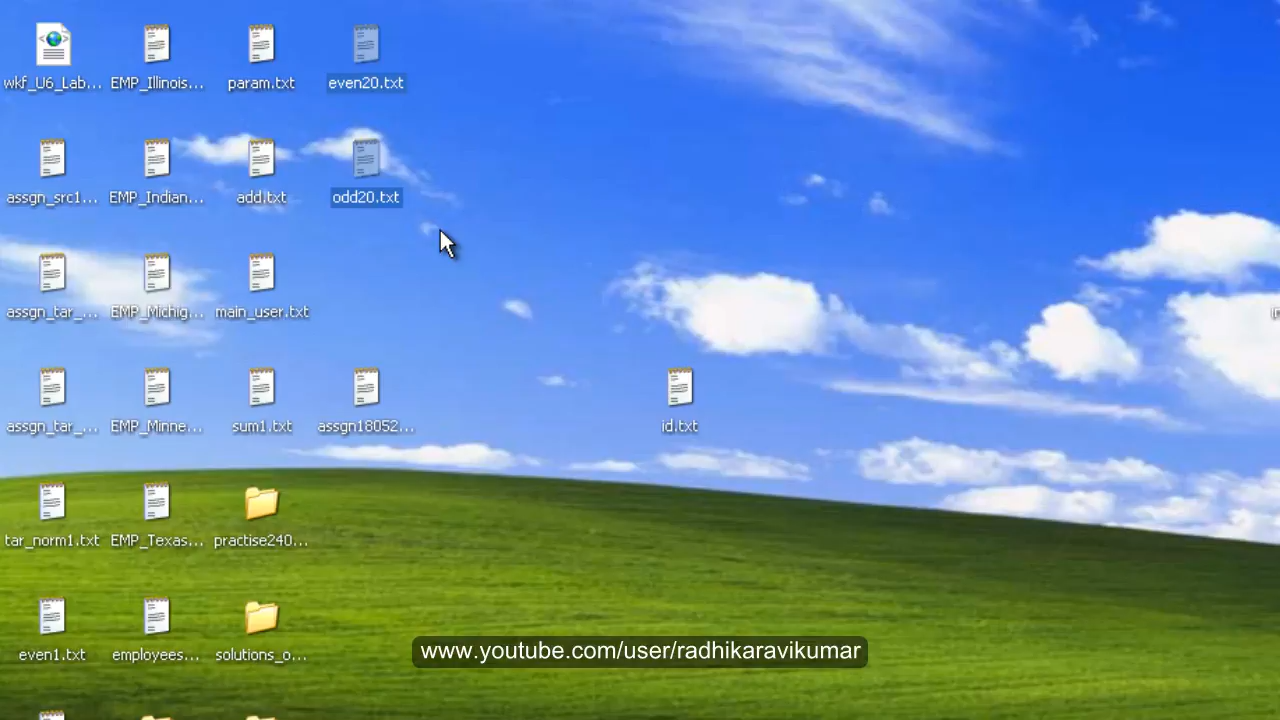 wkf_U6_Lab... EMP_Illinois... param.txt even20.txt
assgn_src1... EMP_Indian... add.txt odd20.txt
assgn_tar_... EMP_Michig... main_user.txt
assgn_tar_... EMP_Minne... sum1.txt assgn18052... id.txt
tar_norm1.txt EMP_Texas... practise240...
even1.txt employees... solutions_o...
www.youtube.com/user/radhikaravikumar